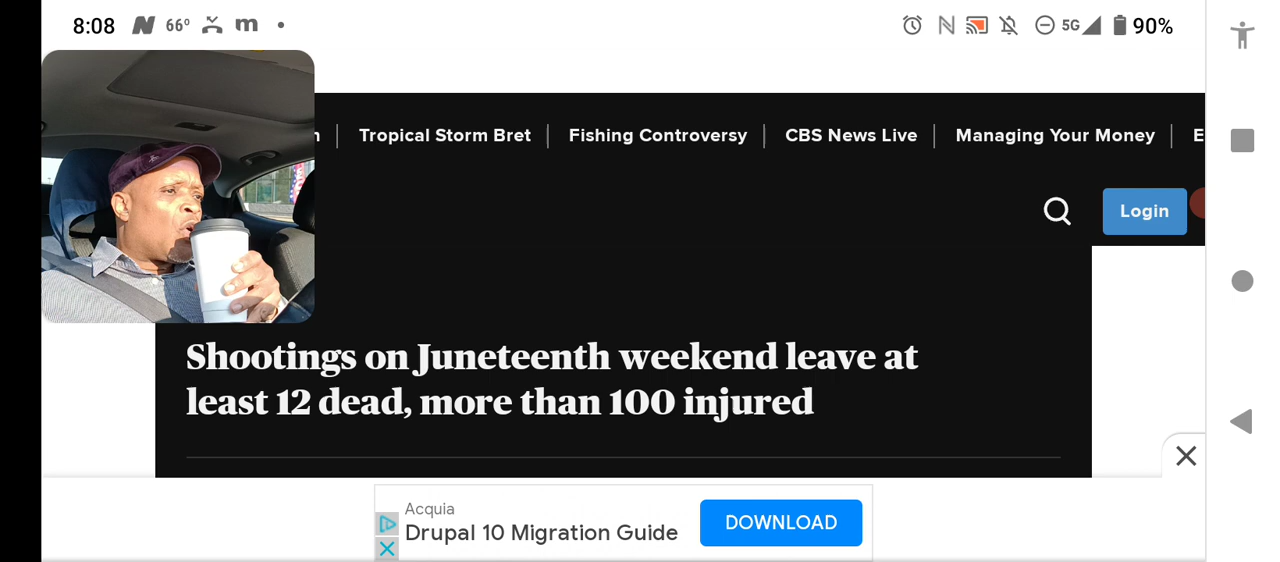 8:08 66° m 5G 90%
Tropical Storm Bret Fishing Controversy CBS News Live Managing Your Money
Login
Shootings on Juneteenth weekend leave at
least 12 dead, more than 100 injured
Acquia
Drupal 10 Migration Guide
DOWNLOAD